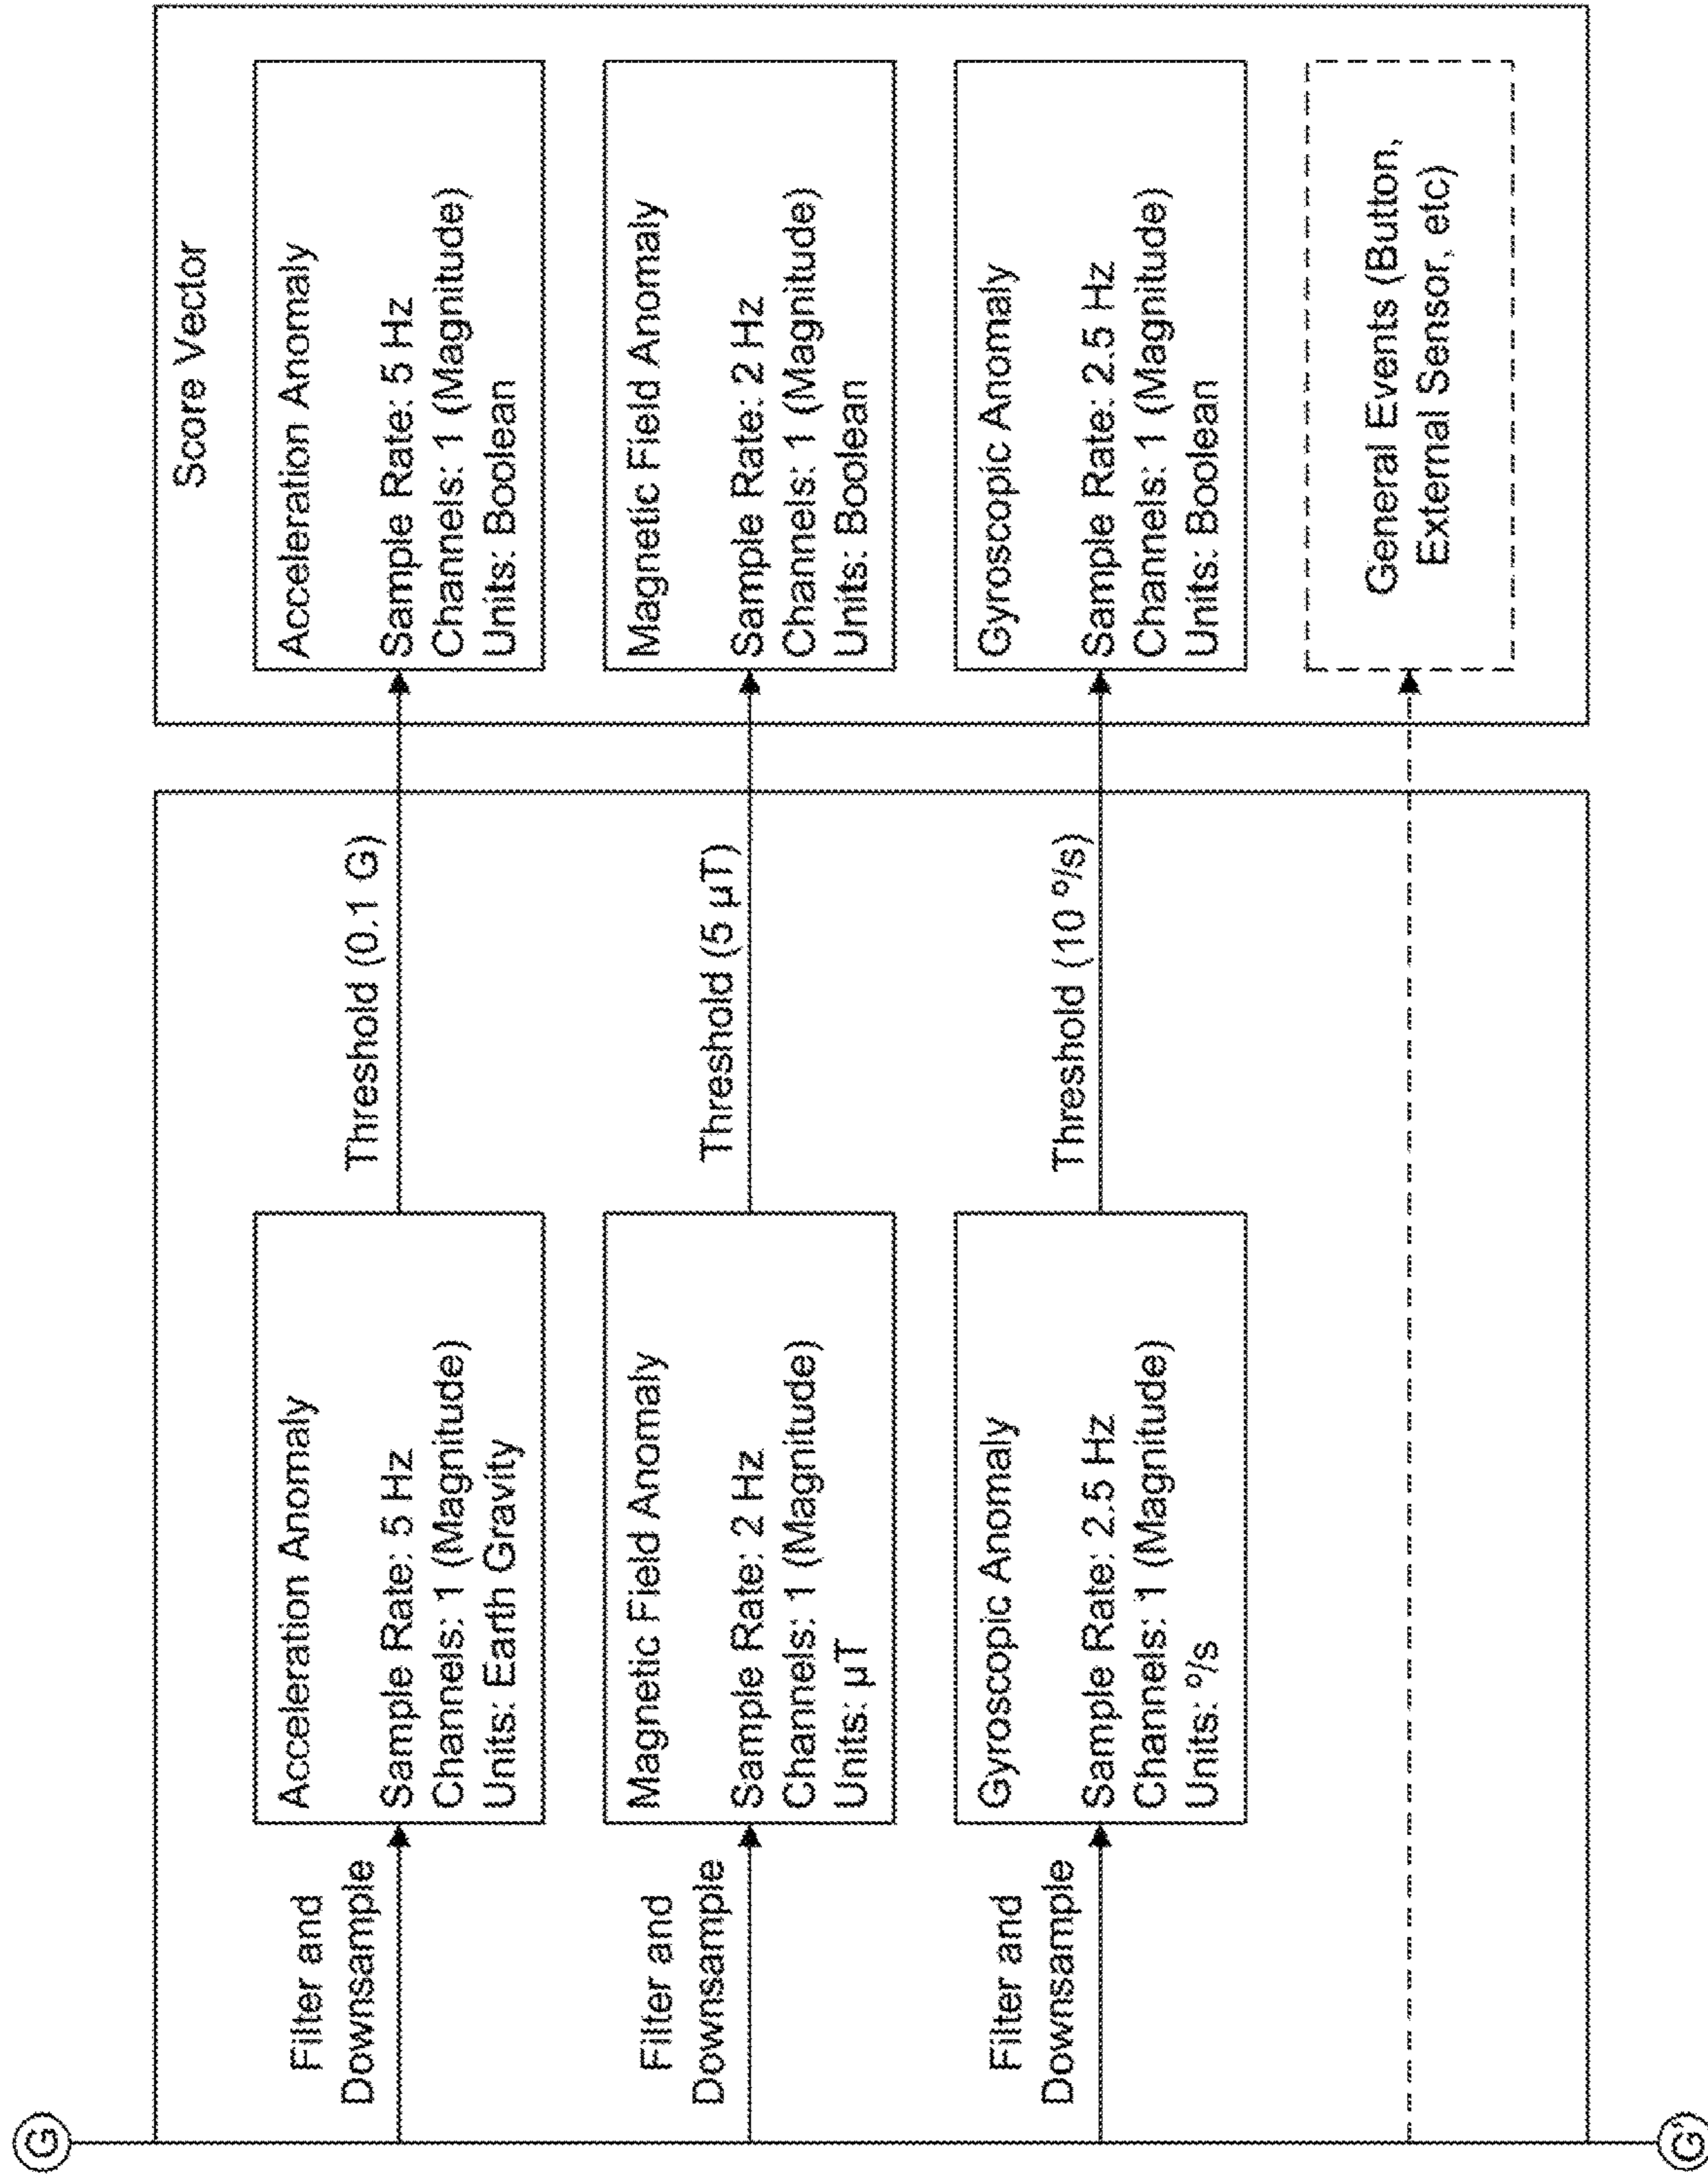 G
Filter and
Downsample
Acceleration Anomaly
Sample Rate: 5 Hz
Channels: 1 (Magnitude)
Units: Earth Gravity
Threshold (0.1 G)
Score Vector
Acceleration Anomaly
Sample Rate: 5 Hz
Channels: 1 (Magnitude)
Units: Boolean
Filter and
Downsample
Magnetic Field Anomaly
Sample Rate: 2 Hz
Channels: 1 (Magnitude)
Units: µT
Threshold (5 µT)
Magnetic Field Anomaly
Sample Rate: 2 Hz
Channels: 1 (Magnitude)
Units: Boolean
Filter and
Downsample
Gyroscopic Anomaly
Sample Rate: 2.5 Hz
Channels: 1 (Magnitude)
Units: º/s
Threshold (10 º/s)
Gyroscopic Anomaly
Sample Rate: 2.5 Hz
Channels: 1 (Magnitude)
Units: Boolean
General Events (Button,
External Sensor, etc)
G'